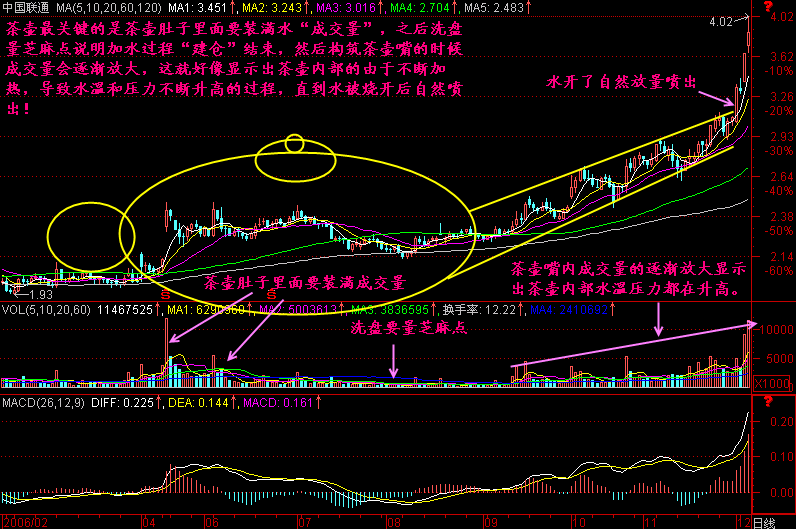 中国联通 MA(5,10,20,60,120) MA1: 3.451↑, MA2: 3.243↑, MA3: 3.016↑, MA4: 2.704↑, MA5: 2.483↑
茶壶最关键的是茶壶肚子里面要装满水“成交量”，之后洗盘
量芝麻点说明加水过程“建仓”结束，然后构筑茶壶嘴的时候
成交量会逐渐放大，这就好像显示出茶壶内部的由于不断加
热，导致水温和压力不断升高的过程，直到水被烧开后自然喷
出！
4.02
水开了自然放量喷出
?
4.02
3.62
-10%
3.26
-20%
2.93
-30%
2.64
-40%
2.38
-50%
2.14
60%
1.93
S
S
茶壶肚子里面要装满成交量
茶壶嘴内成交量的逐渐放大显示
出茶壶内部水温压力都在升高。
VOL(5,10,20,60) 11467525↑, MA1: 6290960↑, MA2: 5003613↑, MA3: 3836595↑, 换手率: 12.22↑, MA4: 2410692↑
洗盘要量芝麻点
10000
5000
X1000
MACD(26,12,9) DIFF: 0.225↑, DEA: 0.144↑, MACD: 0.161↑
?
0.20
0.10
0.00
2006/02
04
06
07
08
09
10
11
12
日线